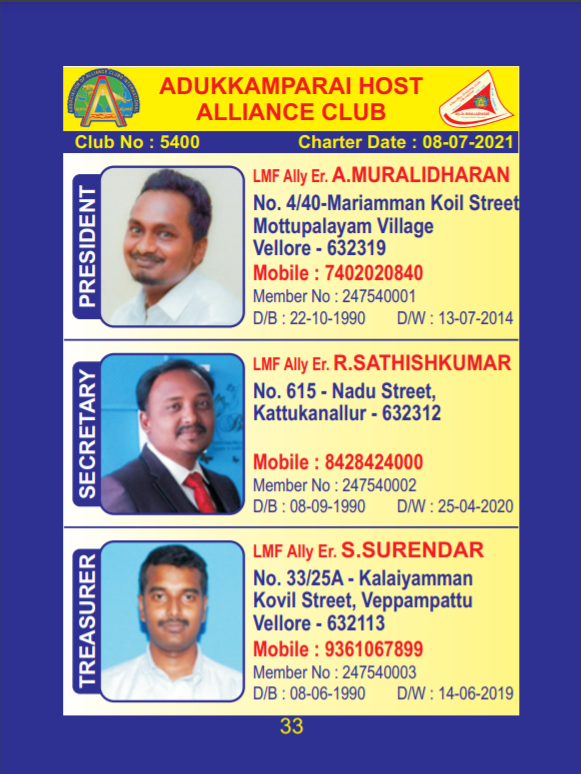 ADUKKAMPARAI HOST
ALLIANCE CLUB
Club No : 5400 Charter Date : 08-07-2021
PRESIDENT
LMF Ally Er. A.MURALIDHARAN
No. 4/40-Mariamman Koil Street
Mottupalayam Village
Vellore - 632319
Mobile : 7402020840
Member No : 247540001
D/B : 22-10-1990 D/W : 13-07-2014
SECRETARY
LMF Ally Er. R.SATHISHKUMAR
No. 615 - Nadu Street,
Kattukanallur - 632312
Mobile : 8428424000
Member No : 247540002
D/B : 08-09-1990 D/W : 25-04-2020
TREASURER
LMF Ally Er. S.SURENDAR
No. 33/25A - Kalaiyamman
Kovil Street, Veppampattu
Vellore - 632113
Mobile : 9361067899
Member No : 247540003
D/B : 08-06-1990 D/W : 14-06-2019
33